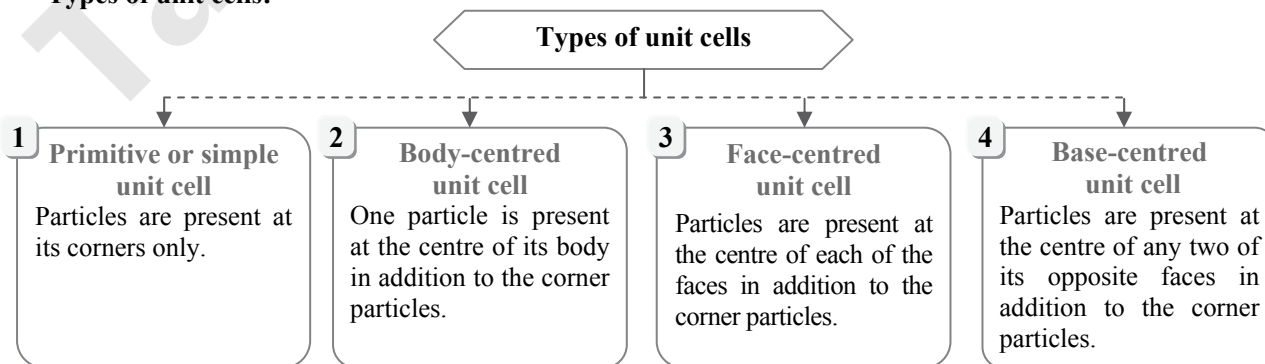 Types of unit cells:
Types of unit cells
1
Primitive or simple
unit cell
Particles are present at
its corners only.
2
Body-centred
unit cell
One particle is present
at the centre of its body
in addition to the corner
particles.
3
Face-centred
unit cell
Particles are present at
the centre of each of the
faces in addition to the
corner particles.
4
Base-centred
unit cell
Particles are present at
the centre of any two of
its opposite faces in
addition to the corner
particles.